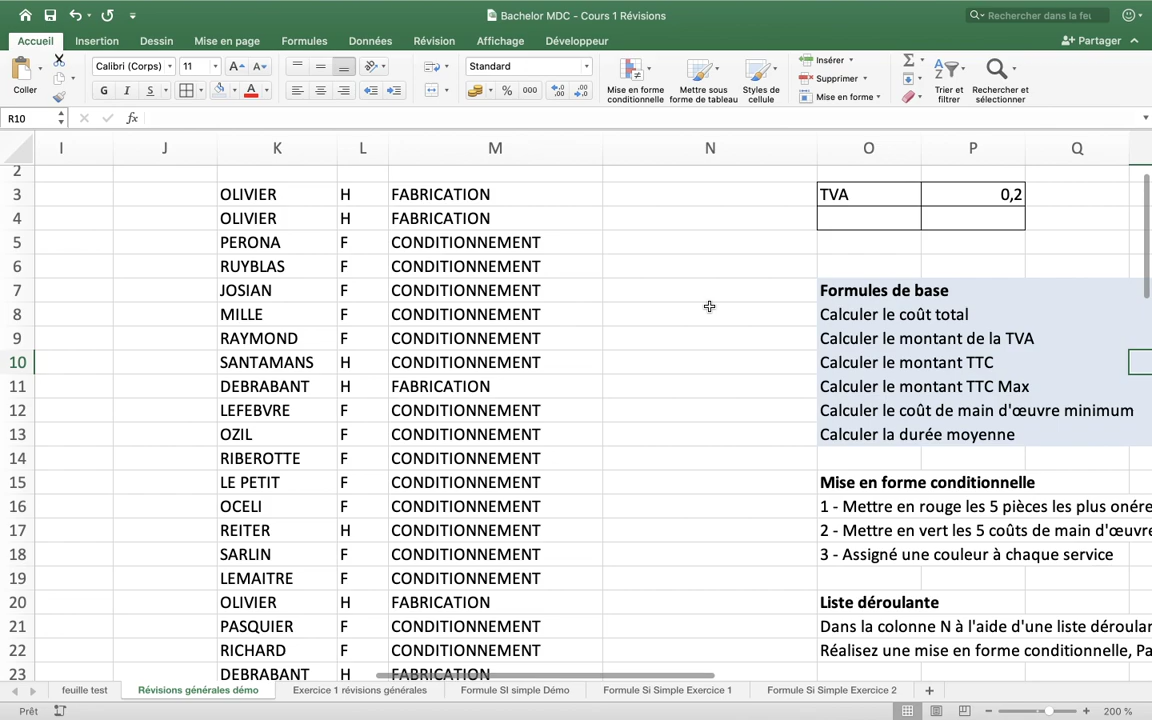 Bachelor MDC - Cours 1 Révisions
Rechercher dans la feu
Accueil Insertion Dessin Mise en page Formules Données Révision Affichage Développeur
Partager
Coller
Calibri (Corps) 11
Standard
Mise en forme conditionnelle
Mettre sous forme de tableau
Styles de cellule
Insérer
Supprimer
Mise en forme
Trier et filtrer
Rechercher et sélectionner
R10 fx
I J K L M N O P Q
2
3 OLIVIER H FABRICATION TVA 0,2
4 OLIVIER H FABRICATION
5 PERONA F CONDITIONNEMENT
6 RUYBLAS F CONDITIONNEMENT
7 JOSIAN F CONDITIONNEMENT Formules de base
8 MILLE F CONDITIONNEMENT Calculer le coût total
9 RAYMOND F CONDITIONNEMENT Calculer le montant de la TVA
10 SANTAMANS H CONDITIONNEMENT Calculer le montant TTC
11 DEBRABANT H FABRICATION Calculer le montant TTC Max
12 LEFEBVRE F CONDITIONNEMENT Calculer le coût de main d'œuvre minimum
13 OZIL F CONDITIONNEMENT Calculer la durée moyenne
14 RIBEROTTE F CONDITIONNEMENT
15 LE PETIT F CONDITIONNEMENT Mise en forme conditionnelle
16 OCELI F CONDITIONNEMENT 1 - Mettre en rouge les 5 pièces les plus onére
17 REITER H CONDITIONNEMENT 2 - Mettre en vert les 5 coûts de main d'œuvre
18 SARLIN F CONDITIONNEMENT 3 - Assigné une couleur à chaque service
19 LEMAITRE F CONDITIONNEMENT
20 OLIVIER H FABRICATION Liste déroulante
21 PASQUIER F CONDITIONNEMENT Dans la colonne N à l'aide d'une liste déroulan
22 RICHARD F CONDITIONNEMENT Réalisez une mise en forme conditionnelle, Pa
23 DEBRABANT H FABRICATION
feuille test Révisions générales démo Exercice 1 révisions générales Formule SI simple Démo Formule Si Simple Exercice 1 Formule Si Simple Exercice 2
Prêt 200 %